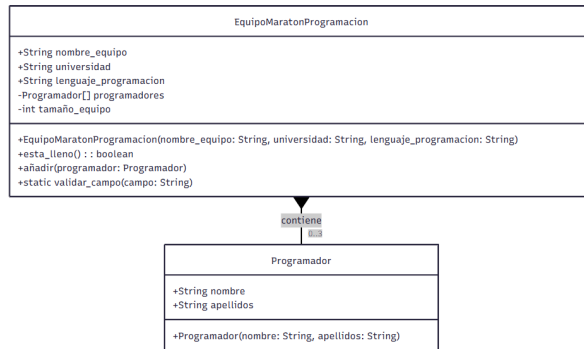 EquipoMaratonProgramacion
+String nombre_equipo
+String universidad
+String lenguaje_programacion
-Programador[] programadores
-int tamaño_equipo
+EquipoMaratonProgramacion(nombre_equipo: String, universidad: String, lenguaje_programacion: String)
+esta_lleno() : : boolean
+añadir(programador: Programador)
+static validar_campo(campo: String)
contiene
0..3
Programador
+String nombre
+String apellidos
+Programador(nombre: String, apellidos: String)